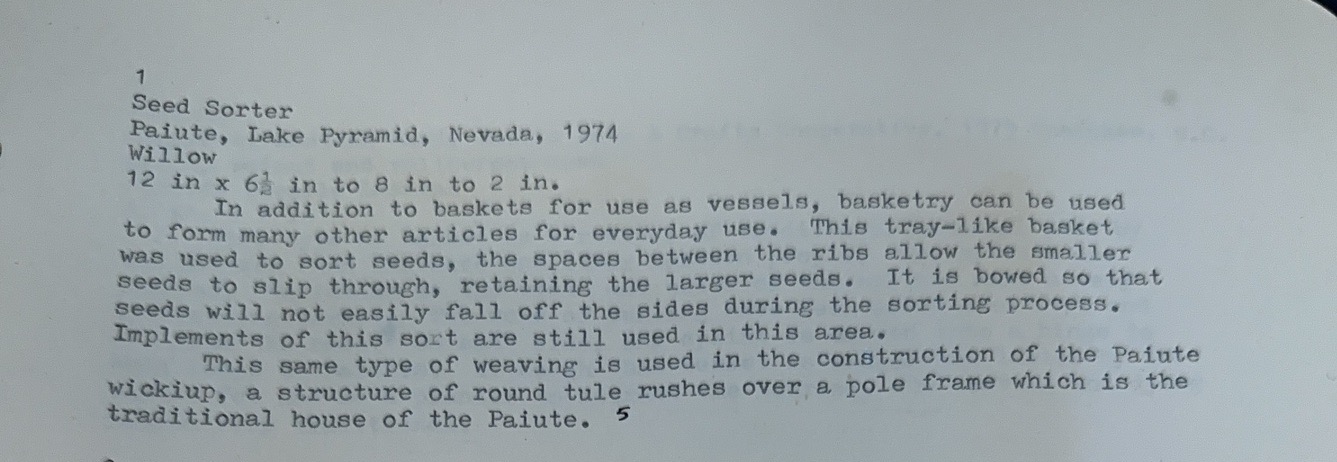 1
Seed Sorter
Paiute, Lake Pyramid, Nevada, 1974
Willow
12 in x 6½ in to 8 in to 2 in.
In addition to baskets for use as vessels, basketry can be used
to form many other articles for everyday use. This tray-like basket
was used to sort seeds, the spaces between the ribs allow the smaller
seeds to slip through, retaining the larger seeds. It is bowed so that
seeds will not easily fall off the sides during the sorting process.
Implements of this sort are still used in this area.
This same type of weaving is used in the construction of the Paiute
wickiup, a structure of round tule rushes over a pole frame which is the
traditional house of the Paiute. 5